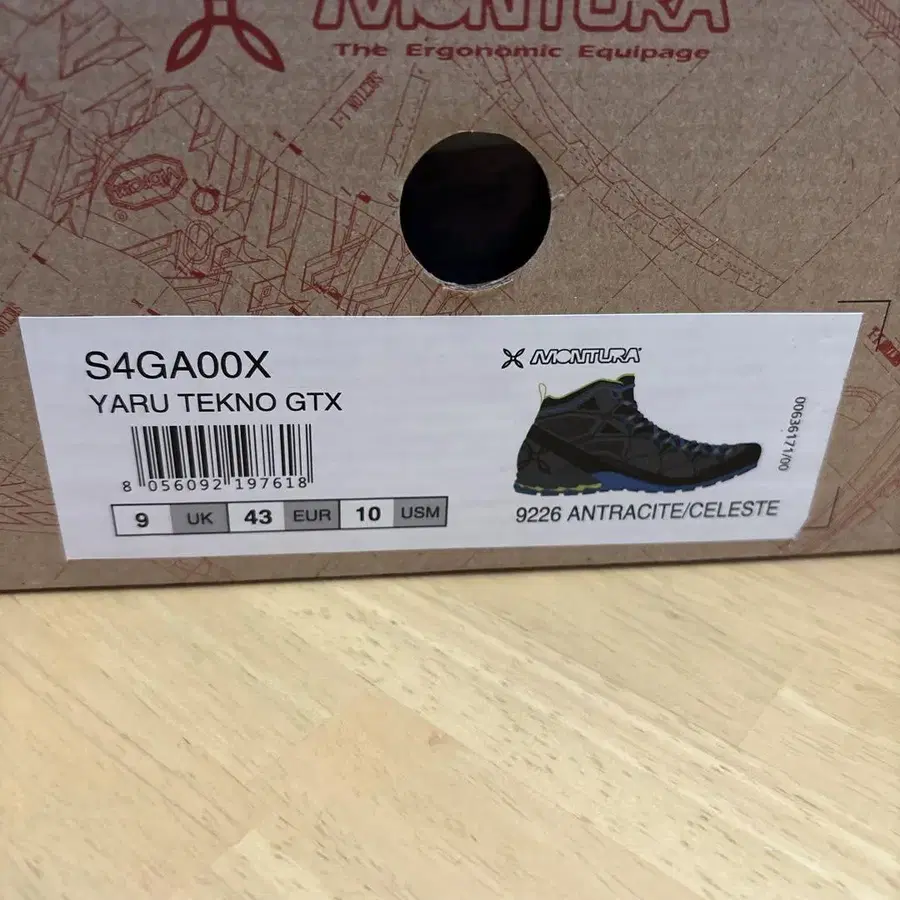 MONTURA
The Ergonomic Equipage
SECTION I-I
S4GA00X
YARU TEKNO GTX
8 056092 197618
9 UK 43 EUR 10 USM
MONTURA
9226 ANTRACITE/CELESTE
00636171/00